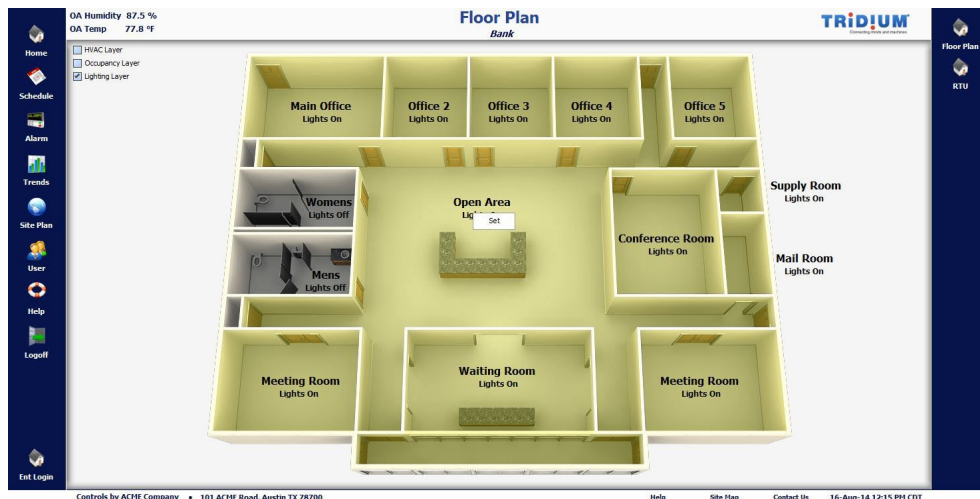 OA Humidity 87.5 %
OA Temp 77.8 °F
Floor Plan
Bank
TRIDIUM
Connecting minds and machines
Home
Schedule
Alarm
Trends
Site Plan
User
Help
Logoff
Ent Login
HVAC Layer
Occupancy Layer
Lighting Layer
Main Office
Lights On
Office 2
Lights On
Office 3
Lights On
Office 4
Lights On
Office 5
Lights On
Womens
Lights Off
Open Area
Set
Supply Room
Lights On
Conference Room
Lights On
Mail Room
Lights On
Mens
Lights Off
Meeting Room
Lights On
Waiting Room
Lights On
Meeting Room
Lights On
Floor Plan
RTU
Controls by ACME Company • 101 ACME Road, Austin TX 78700
Help Site Map Contact Us 16-Aug-14 12:15 PM CDT